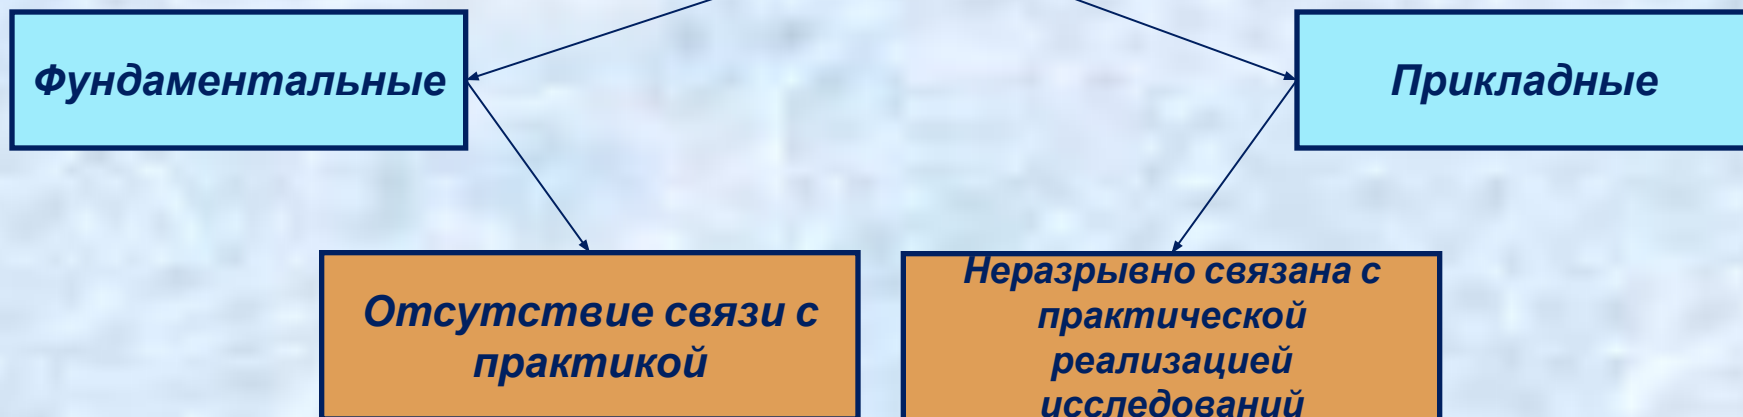 Фундаментальные
Прикладные
Отсутствие связи с
практикой
Неразрывно связана с
практической
реализацией
исследований